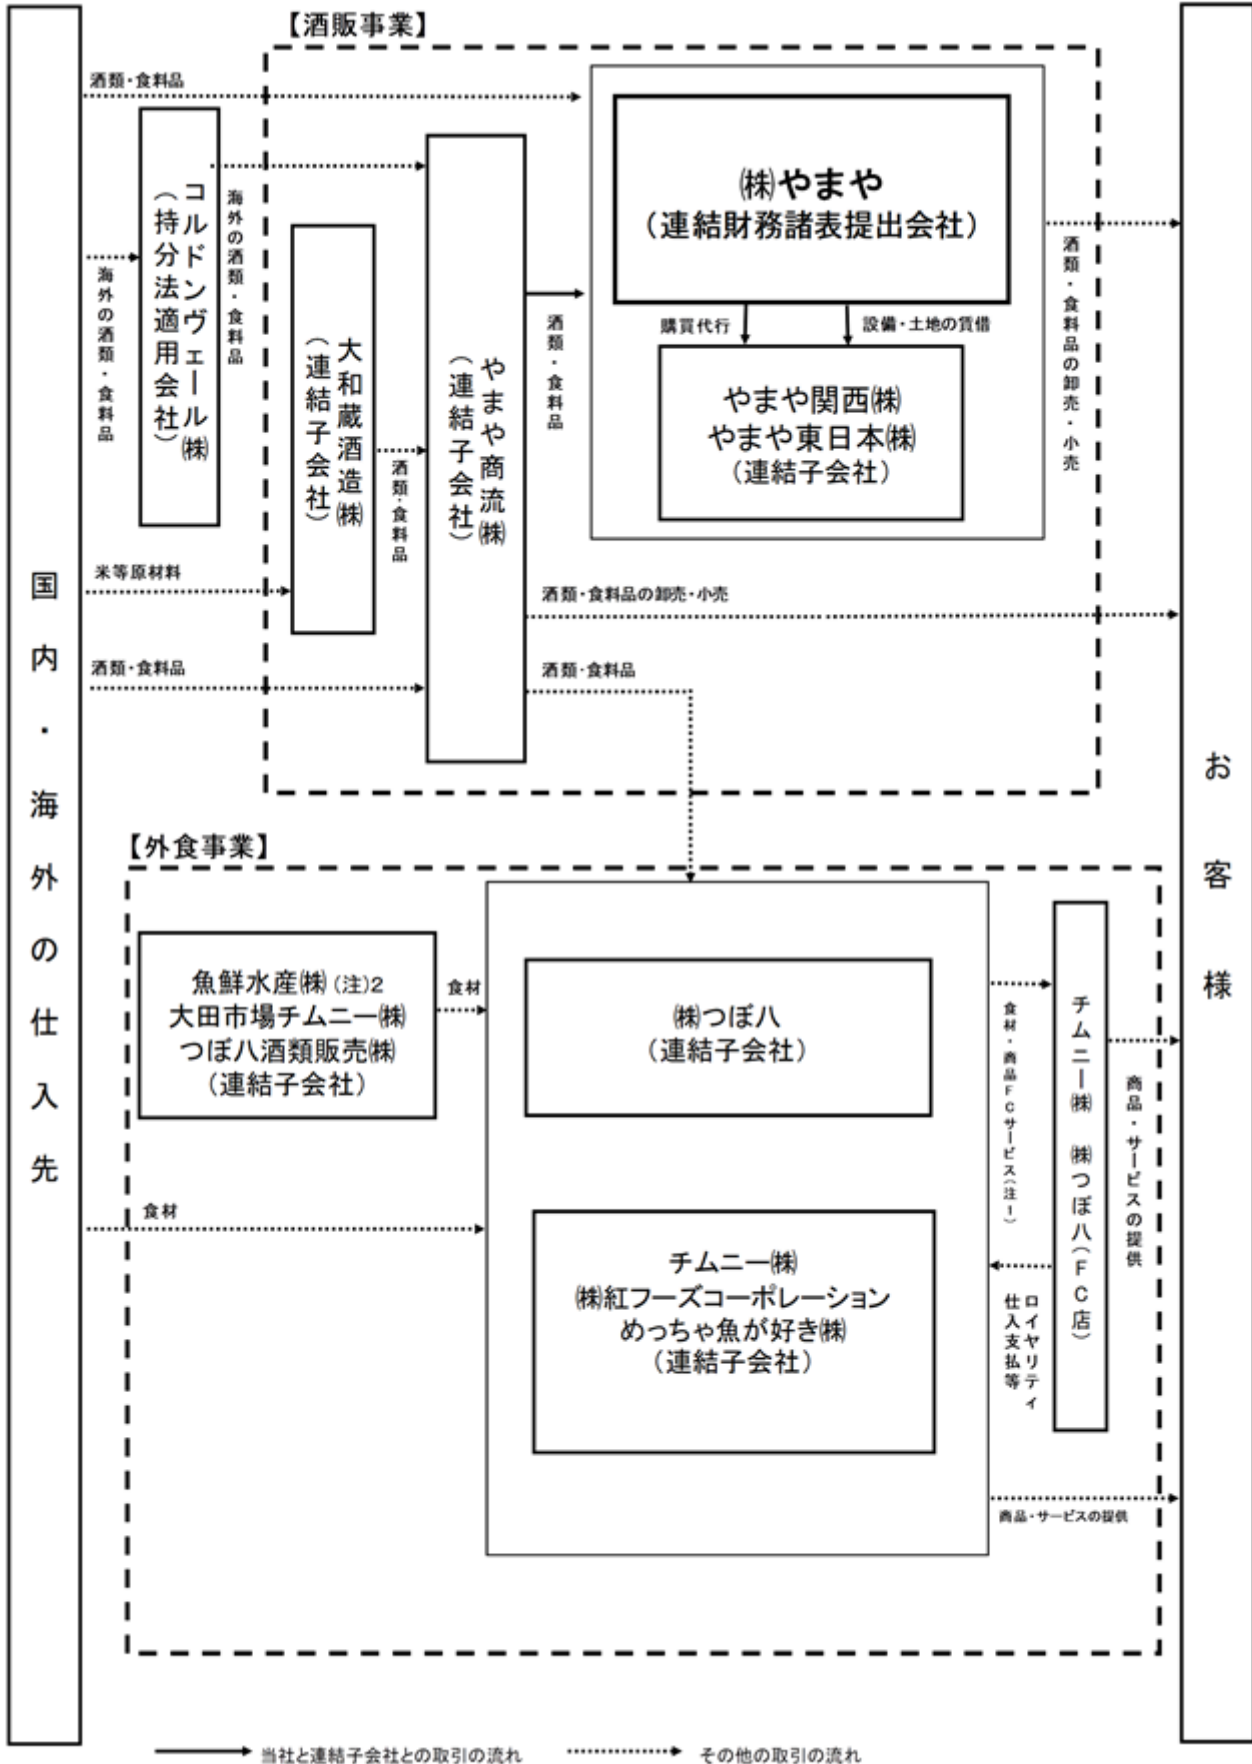 【酒販事業】
酒類・食料品
コルドンヴェール㈱
（持分法適用会社）
海外の酒類・食料品
海外の酒類・食料品
大和蔵酒造㈱
（連結子会社）
酒類・食料品
やまや商流㈱
（連結子会社）
酒類・食料品
㈱やまや
（連結財務諸表提出会社）
購買代行
設備・土地の賃借
やまや関西㈱
やまや東日本㈱
（連結子会社）
酒類・食料品の卸売・小売
米等原材料
酒類・食料品の卸売・小売
酒類・食料品
酒類・食料品
国内・海外の仕入先
お客様
【外食事業】
魚鮮水産㈱（注）2
大田市場チムニー㈱
つぼ八酒類販売㈱
（連結子会社）
食材
㈱つぼ八
（連結子会社）
食材・商品FCサービス（注1）
チムニー㈱　㈱つぼ八（FC店）
商品・サービスの提供
食材
チムニー㈱
㈱紅フーズコーポレーション
めっちゃ魚が好き㈱
（連結子会社）
ロイヤリティ
仕入支払等
商品・サービスの提供
当社と連結子会社との取引の流れ
その他の取引の流れ